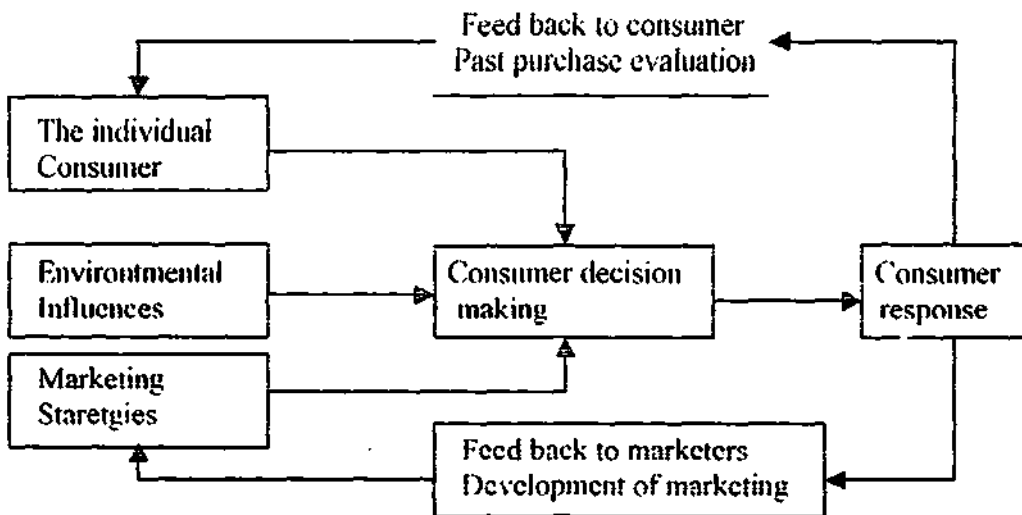 Feed back to consumer
Past purchase evaluation
The individual
Consumer
Environtmental
Influences
Consumer decision
making
Consumer
response
Marketing
Staretgies
Feed back to marketers
Development of marketing